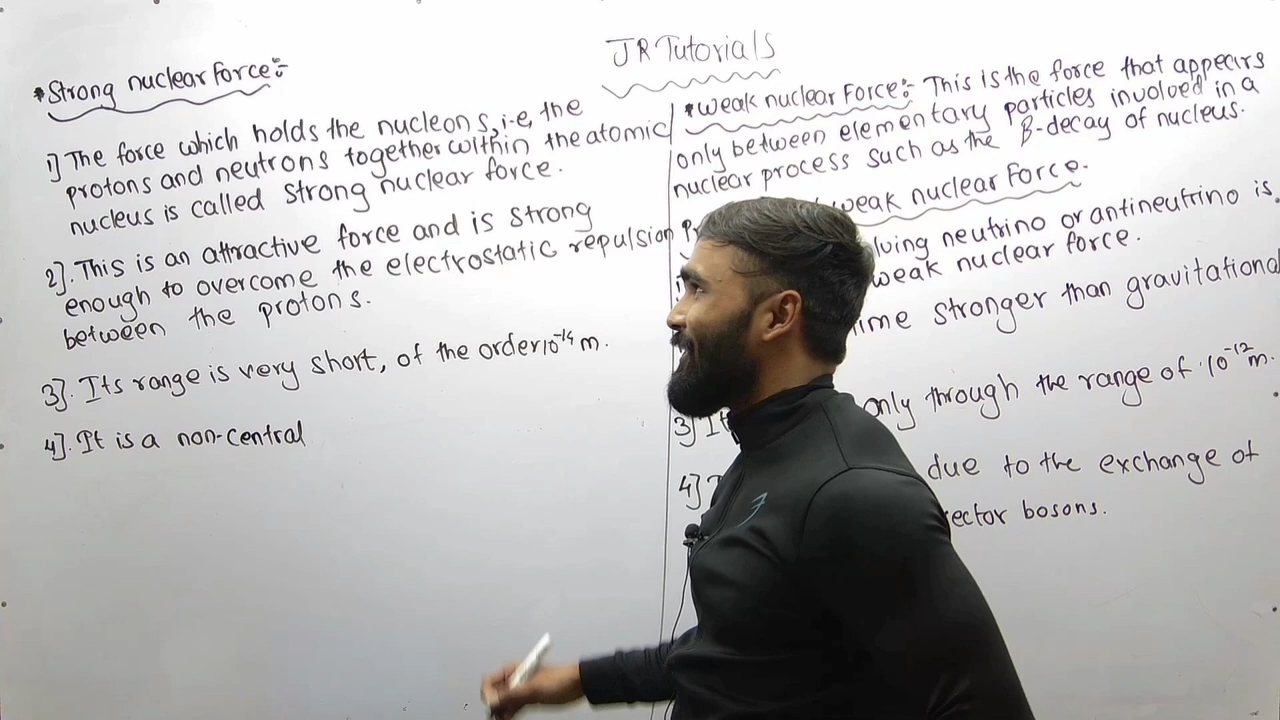 JR Tutorials
*Strong nuclear Force:-
1] The force which holds the nucleons, i-e, the
protons and neutrons together within the atomic
nucleus is called strong nuclear force.
2]. This is an attractive force and is strong
enough to overcome the electrostatic repulsion
between the protons.
3]. Its range is very short, of the order 10⁻¹⁴ m.
4]. It is a non-central
*weak nuclear Force:- This is the force that appears
only between elementary particles involved in a
nuclear process such as the β-decay of nucleus.
weak nuclear Force.
neutrino or antineutrino is
weak nuclear force.
stronger than gravitational
3] only through the range of 10⁻¹² m.
4] due to the exchange of
bosons.